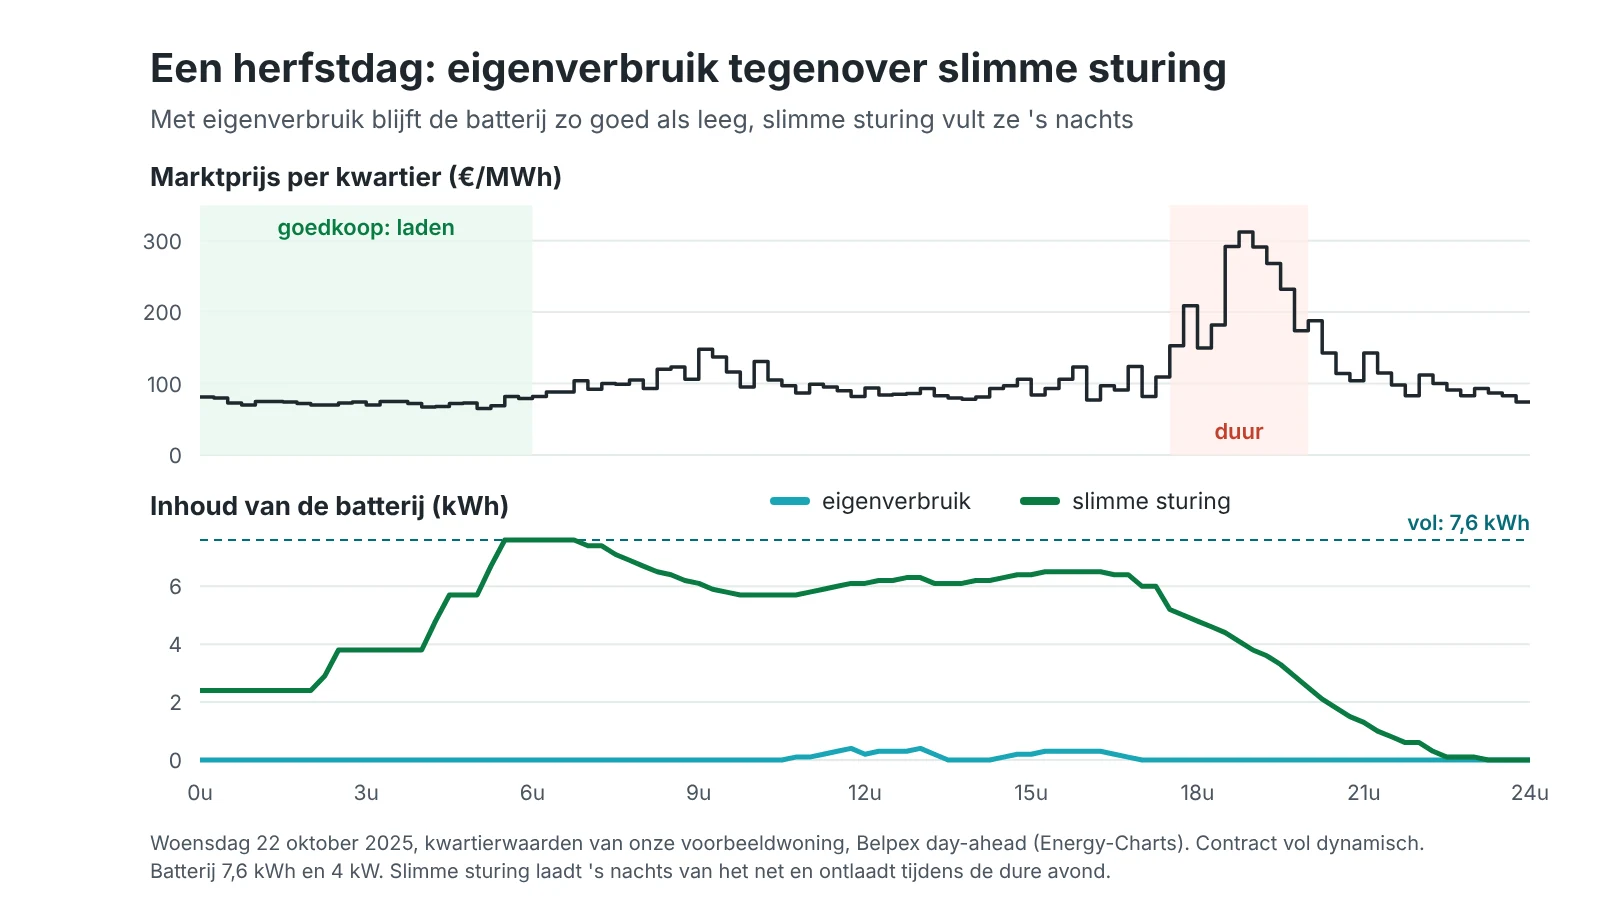 Een herfstdag: eigenverbruik tegenover slimme sturing
Met eigenverbruik blijft de batterij zo goed als leeg, slimme sturing vult ze 's nachts
Marktprijs per kwartier (€/MWh)
goedkoop: laden
300
200
100
0
duur
Inhoud van de batterij (kWh)
eigenverbruik
slimme sturing
vol: 7,6 kWh
6
4
2
0
0u 3u 6u 9u 12u 15u 18u 21u 24u
Woensdag 22 oktober 2025, kwartierwaarden van onze voorbeeldwoning, Belpex day-ahead (Energy-Charts). Contract vol dynamisch.
Batterij 7,6 kWh en 4 kW. Slimme sturing laadt 's nachts van het net en ontlaadt tijdens de dure avond.